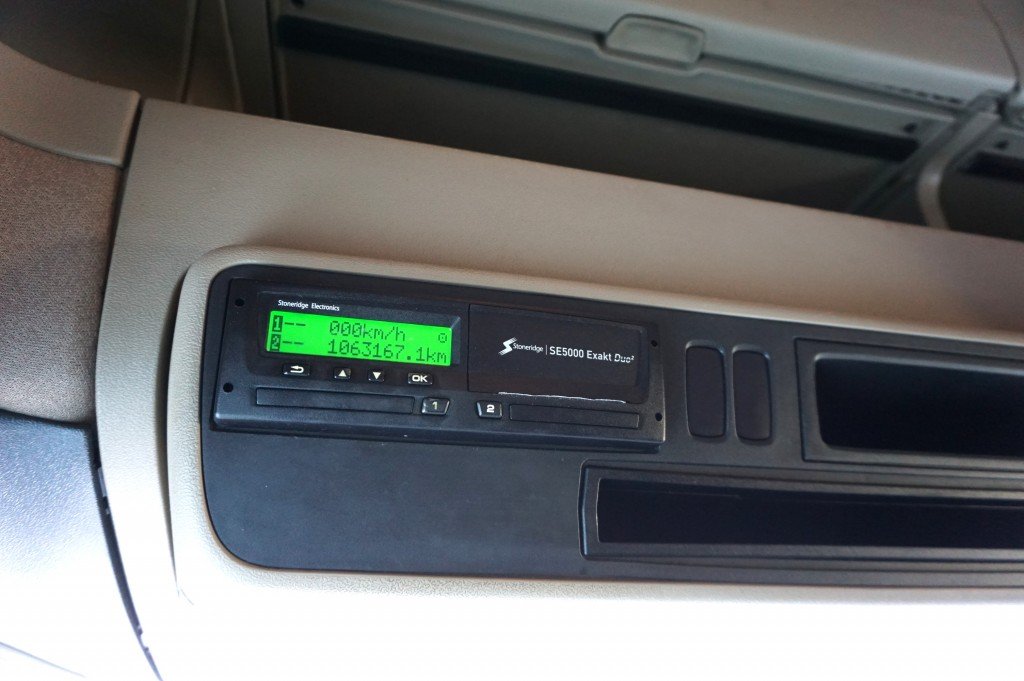 Stoneridge Electronics
1-- 000km/h
2-- 1063167.1km
OK
1
2
Stoneridge | SE5000 Exakt Duo²